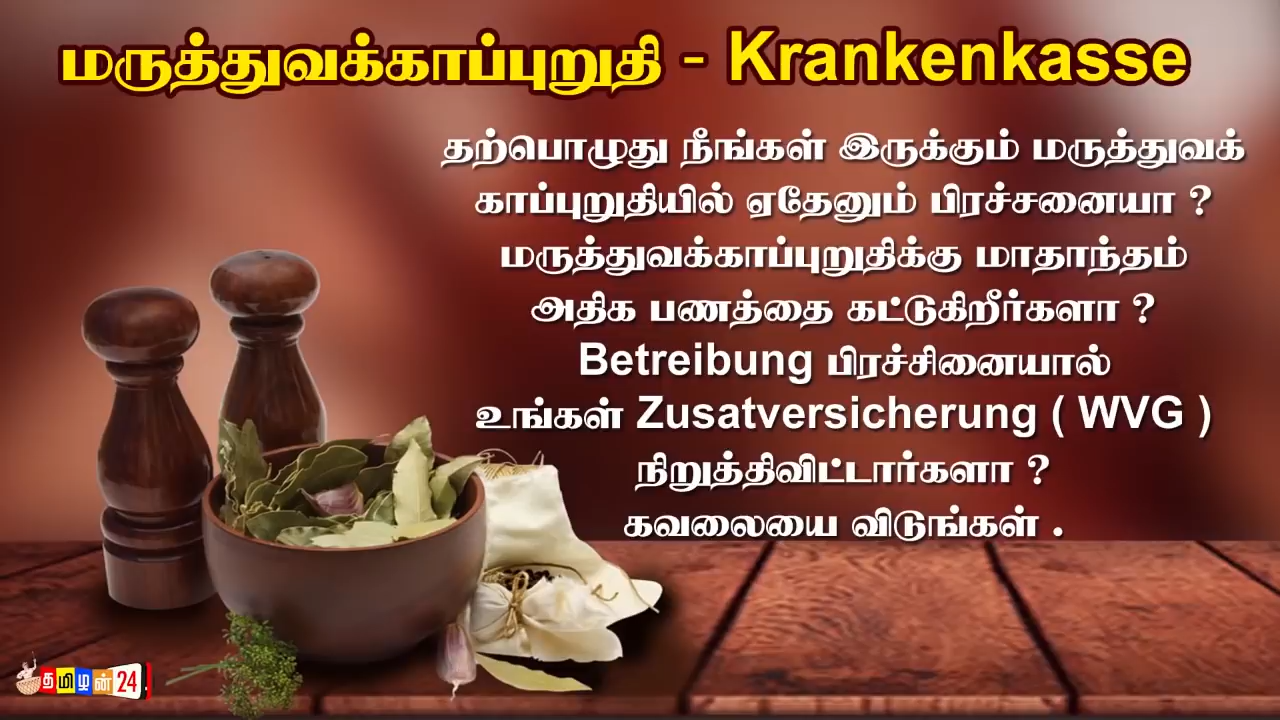 மருத்துவக்காப்புறுதி - Krankenkasse
தற்பொழுது நீங்கள் இருக்கும் மருத்துவக்
காப்புறுதியில் ஏதேனும் பிரச்சனையா ?
மருத்துவக்காப்புறுதிக்கு மாதாந்தம்
அதிக பணத்தை கட்டுகிறீர்களா ?
Betreibung பிரச்சினையால்
உங்கள் Zusatversicherung ( WVG )
நிறுத்திவிட்டார்களா ?
கவலையை விடுங்கள் .
தமிழன் 24